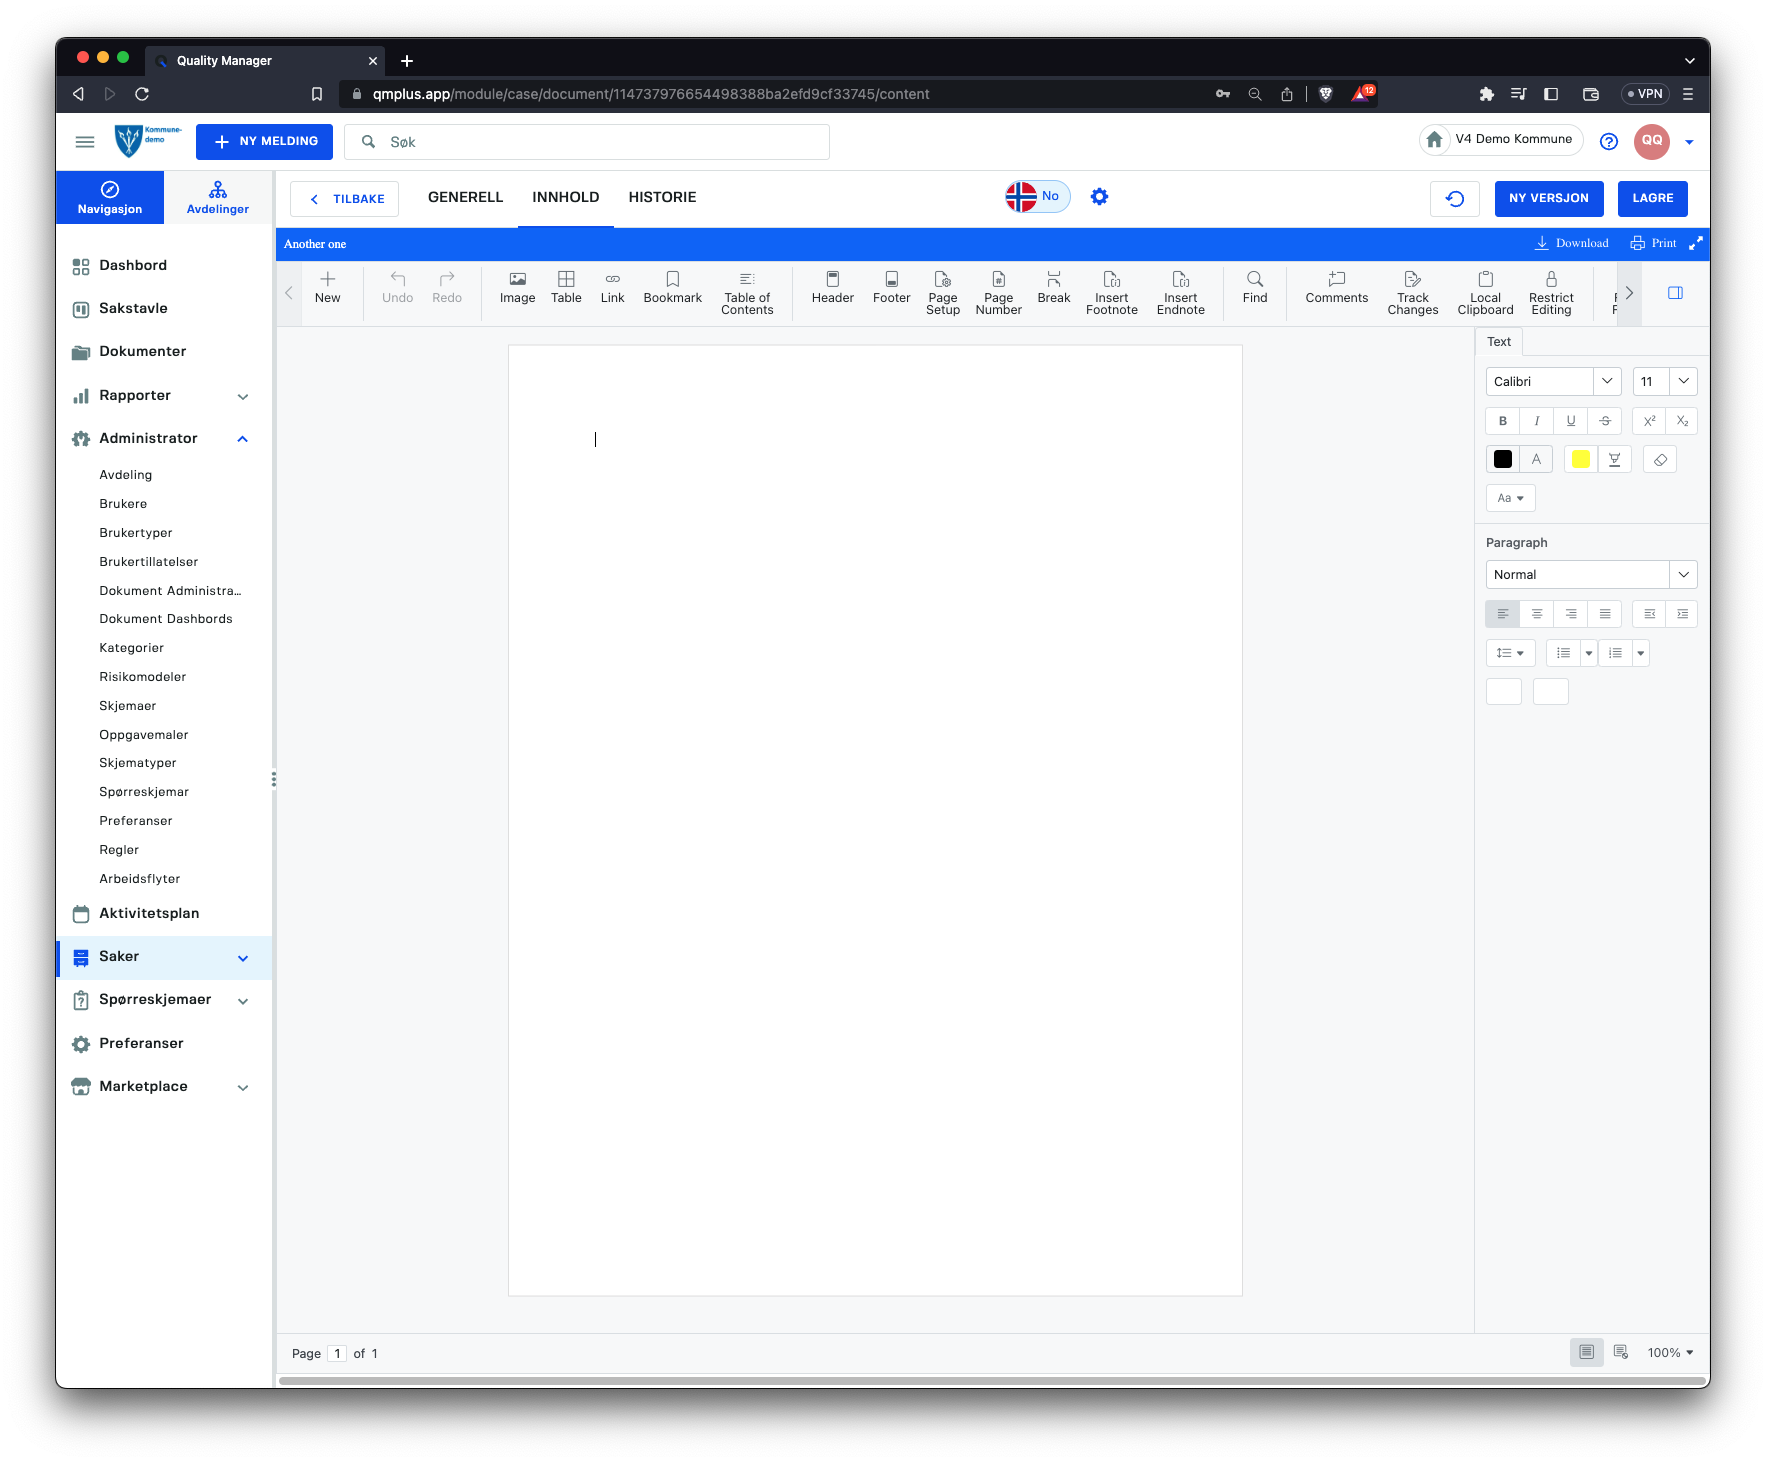 Quality Manager
qmplus.app/module/case/document/114737976654498388ba2efd9cf33745/content
12
VPN
Kommune-
demo
NY MELDING
Søk
V4 Demo Kommune
QQ
Navigasjon
Avdelinger
TILBAKE
GENERELL
INNHOLD
HISTORIE
No
NY VERSJON
LAGRE
Another one
Download
Print
New
Undo
Redo
Image
Table
Link
Bookmark
Table of
Contents
Header
Footer
Page
Setup
Page
Number
Break
Insert
Footnote
Insert
Endnote
Find
Comments
Track
Changes
Local
Clipboard
Restrict
Editing
Dashbord
Sakstavle
Dokumenter
Rapporter
Administrator
Avdeling
Brukere
Brukertyper
Brukertillatelser
Dokument Administra...
Dokument Dashbords
Kategorier
Risikomodeler
Skjemaer
Oppgavemaler
Skjematyper
Spørreskjemar
Preferanser
Regler
Arbeidsflyter
Aktivitetsplan
Saker
Spørreskjemaer
Preferanser
Marketplace
Text
Calibri
11
B I U S X² X₂
A
Aa
Paragraph
Normal
Page 1 of 1
100%